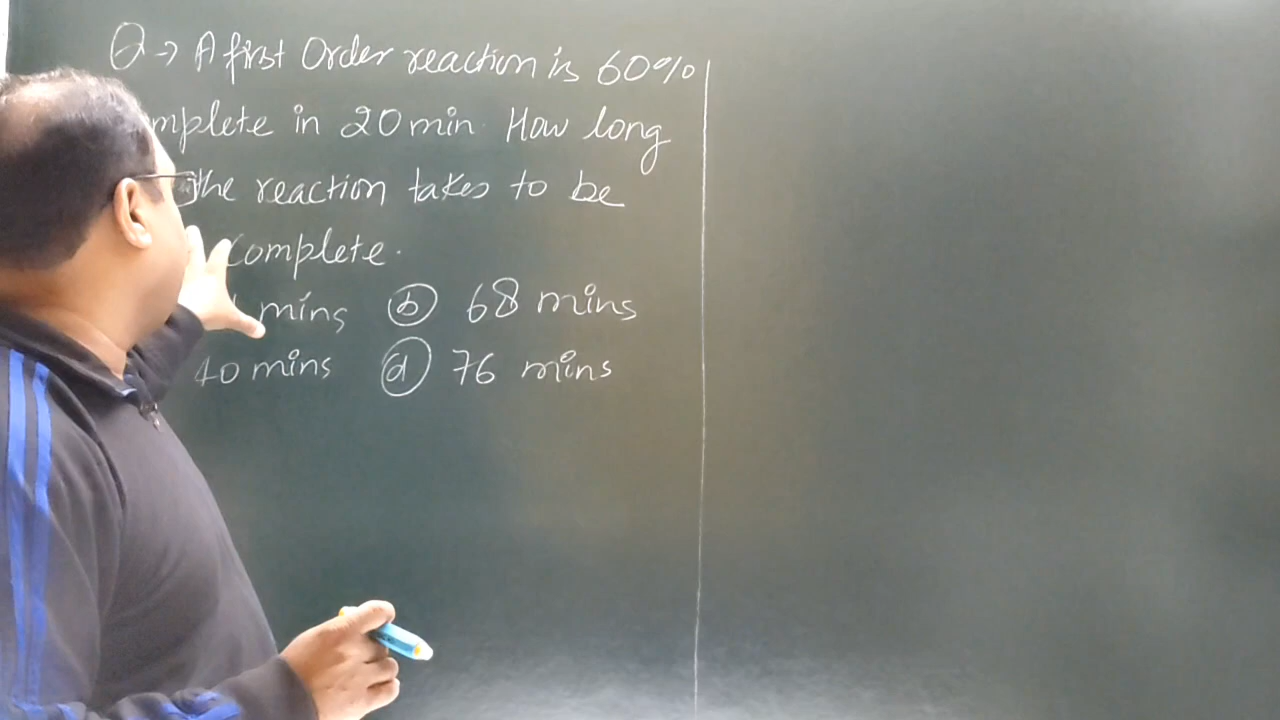 Q → A first Order reaction is 60%
mplete in 20 min. How long
the reaction takes to be
complete.
mins (b) 68 mins
40 mins (d) 76 mins